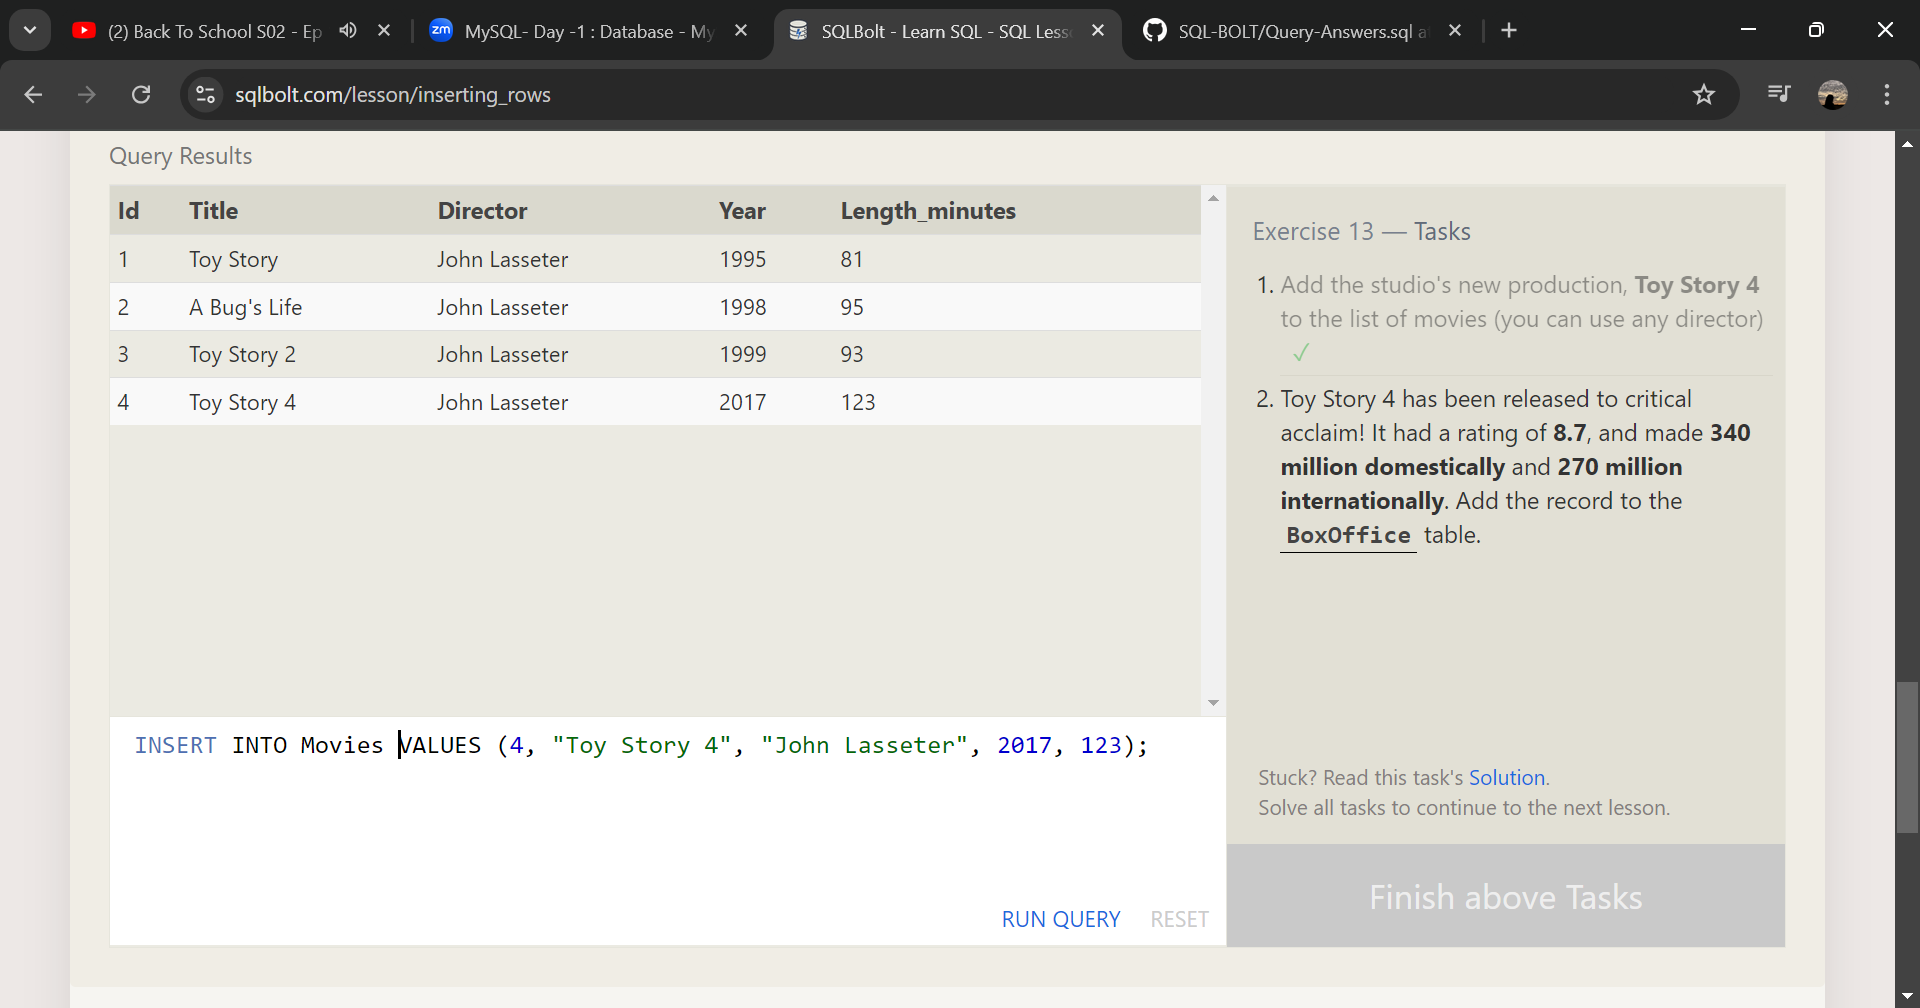 (2) Back To School S02 - Ep
zm MySQL- Day -1 : Database - My
SQLBolt - Learn SQL - SQL Less
SQL-BOLT/Query-Answers.sql a
sqlbolt.com/lesson/inserting_rows
Query Results
Id Title Director Year Length_minutes
1 Toy Story John Lasseter 1995 81
2 A Bug's Life John Lasseter 1998 95
3 Toy Story 2 John Lasseter 1999 93
4 Toy Story 4 John Lasseter 2017 123
INSERT INTO Movies VALUES (4, "Toy Story 4", "John Lasseter", 2017, 123);
RUN QUERY RESET
Exercise 13 — Tasks
1. Add the studio's new production, Toy Story 4
to the list of movies (you can use any director)
✓
2. Toy Story 4 has been released to critical
acclaim! It had a rating of 8.7, and made 340
million domestically and 270 million
internationally. Add the record to the
BoxOffice table.
Stuck? Read this task's Solution.
Solve all tasks to continue to the next lesson.
Finish above Tasks